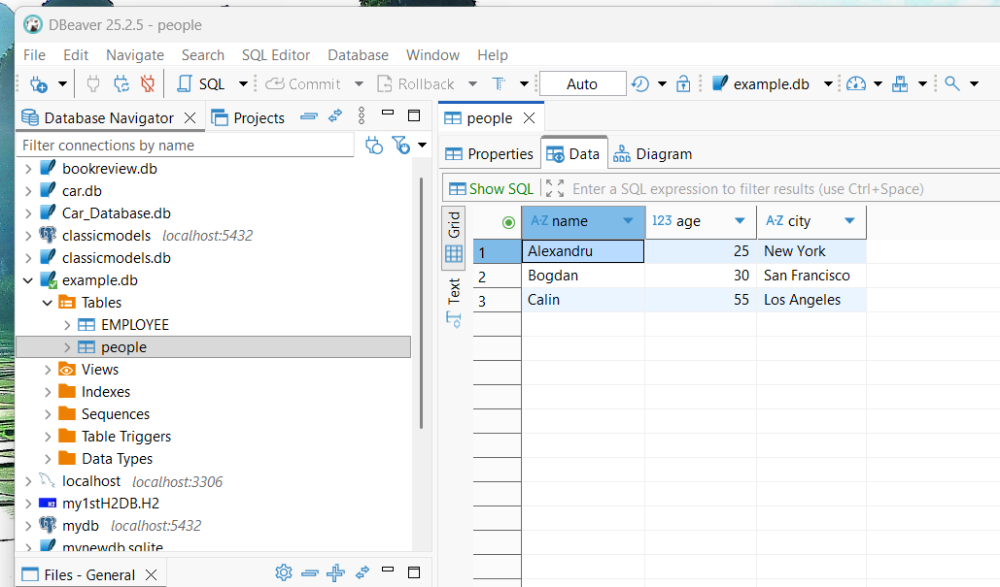 DBeaver 25.2.5 - people
File Edit Navigate Search SQL Editor Database Window Help
SQL Commit Rollback T Auto example.db
Database Navigator Projects
Filter connections by name
bookreview.db
car.db
Car_Database.db
classicmodels localhost:5432
classicmodels.db
example.db
Tables
EMPLOYEE
people
Views
Indexes
Sequences
Table Triggers
Data Types
localhost localhost:3306
H2 my1stH2DB.H2
mydb localhost:5432
mynewdb.sqlite
Files - General
people
Properties Data Diagram
Show SQL Enter a SQL expression to filter results (use Ctrl+Space)
Grid
Text
A-Z name 123 age A-Z city
1 Alexandru 25 New York
2 Bogdan 30 San Francisco
3 Calin 55 Los Angeles